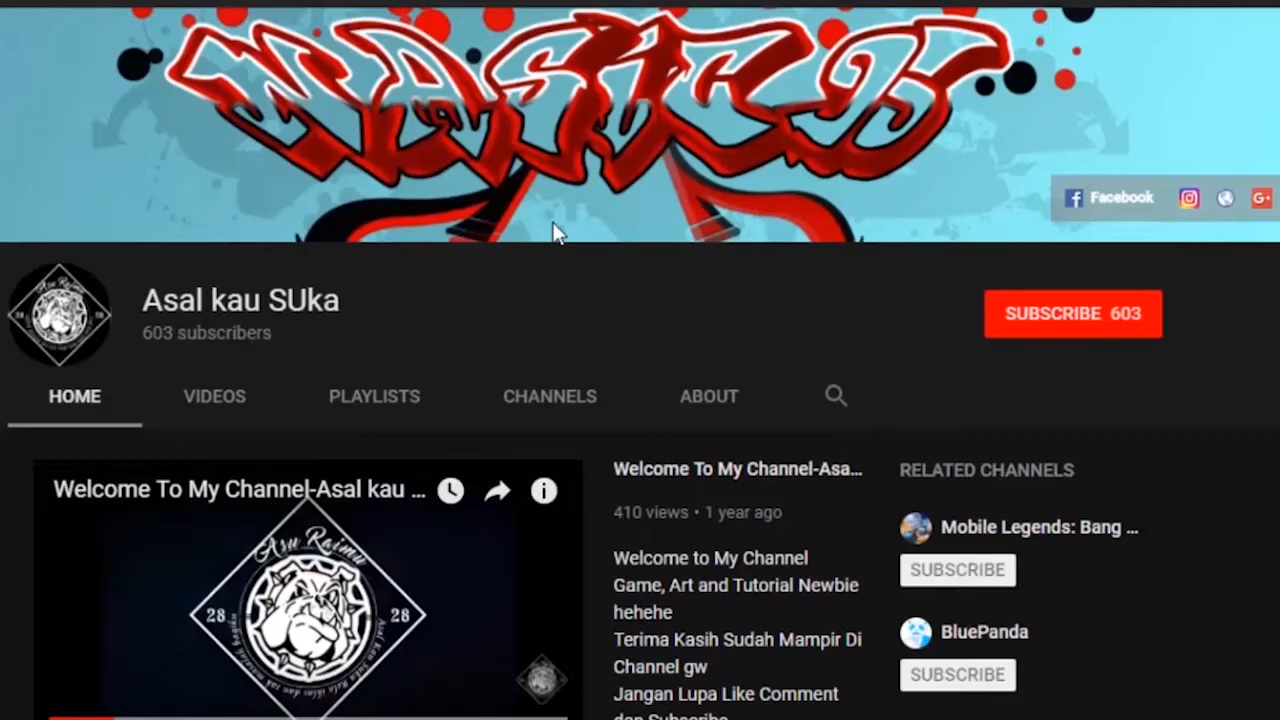 Facebook
Asal kau SUka
603 subscribers
SUBSCRIBE 603
HOME
VIDEOS
PLAYLISTS
CHANNELS
ABOUT
Welcome To My Channel-Asal kau ...
Asu Raimu
28
28
Welcome To My Channel-Asa...
410 views • 1 year ago
Welcome to My Channel
Game, Art and Tutorial Newbie
hehehe
Terima Kasih Sudah Mampir Di
Channel gw
Jangan Lupa Like Comment
dan Subscribe
RELATED CHANNELS
Mobile Legends: Bang ...
SUBSCRIBE
BluePanda
SUBSCRIBE